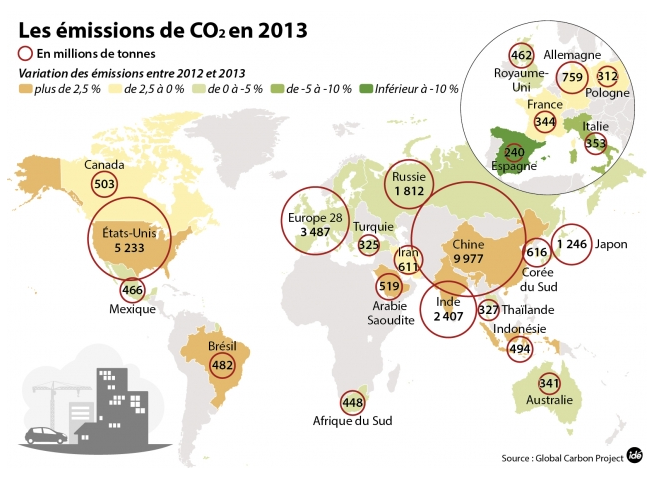 Les émissions de CO₂ en 2013
En millions de tonnes
Variation des émissions entre 2012 et 2013
plus de 2,5 % de 2,5 à 0 % de 0 à -5 % de -5 à -10 % Inférieur à -10 %
462
Royaume-
Uni
Allemagne
759
312
Pologne
France
344
Italie
353
240
Espagne
Canada
503
États-Unis
5 233
466
Mexique
Brésil
482
Europe 28
3 487
Russie
1 812
Turquie
325
Iran
611
519
Arabie
Saoudite
Chine
9 977
Inde
2 407
616
Corée
du Sud
1 246 Japon
327 Thaïlande
Indonésie
494
448
Afrique du Sud
341
Australie
Source : Global Carbon Project
idé